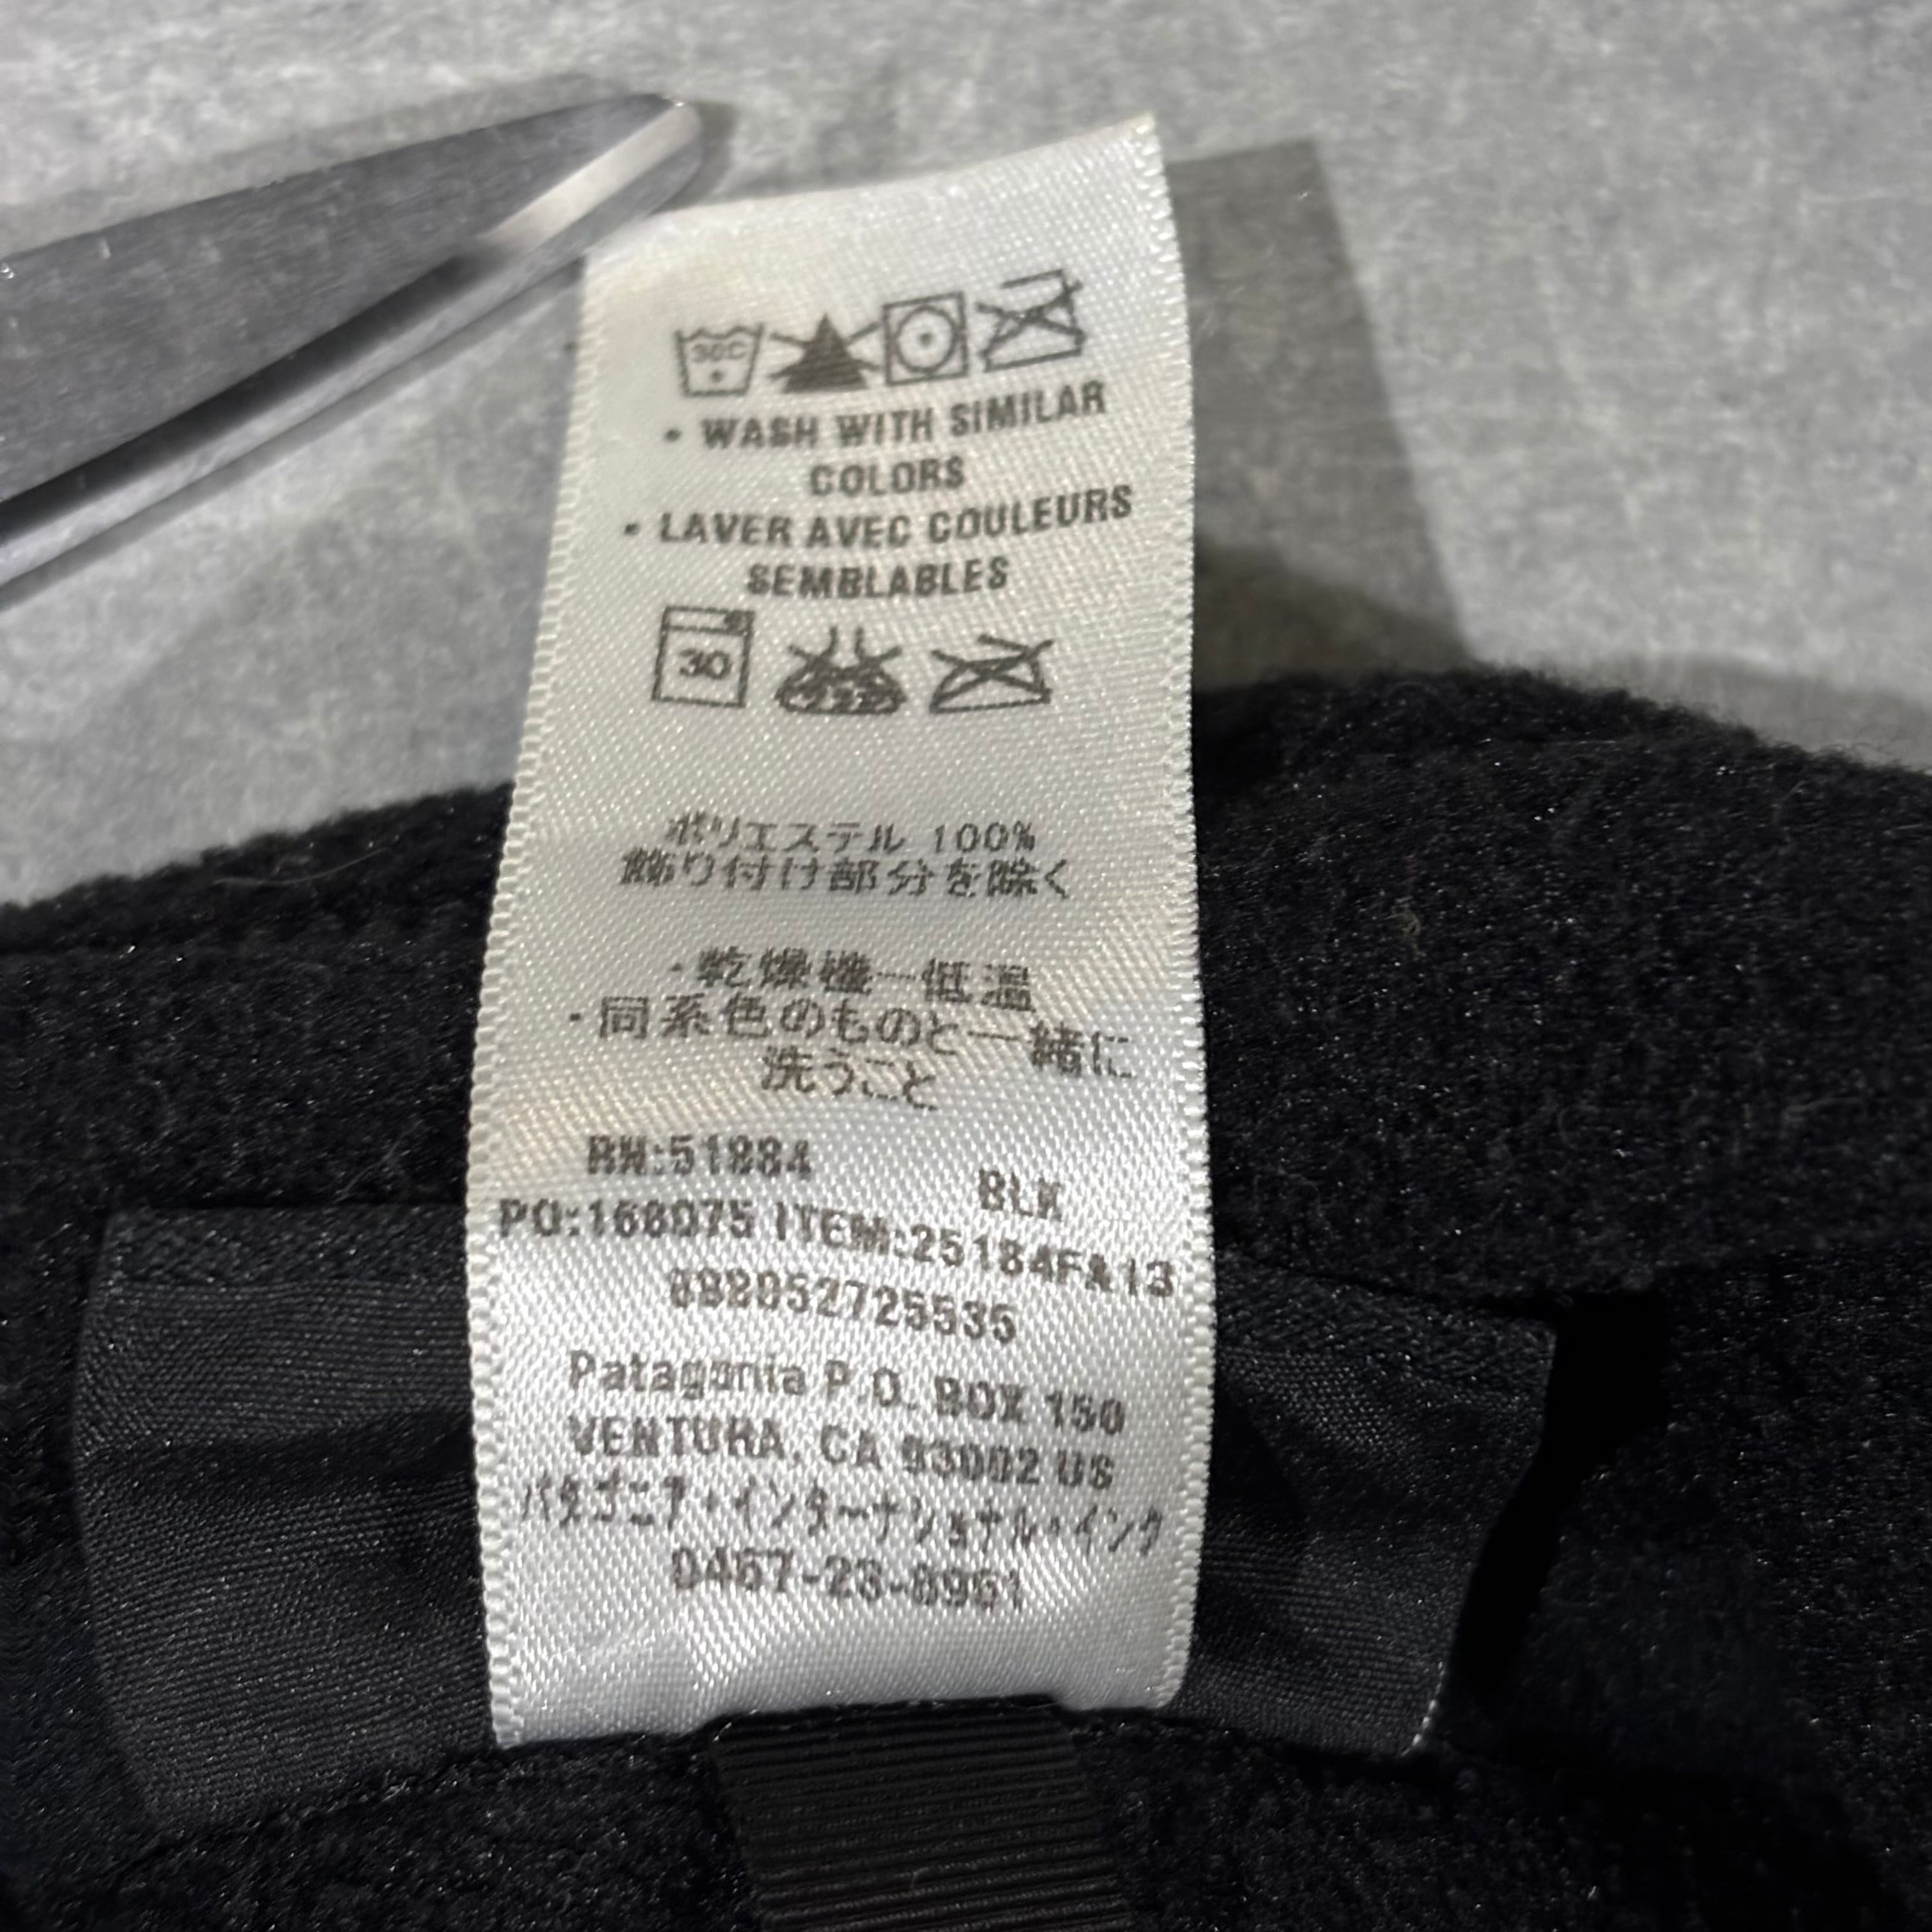 30C
• WASH WITH SIMILAR
COLORS
• LAVER AVEC COULEURS
SEMBLABLES
30
ポリエステル 100%
飾り付け部分を除く
・乾燥機ー低温
・同系色のものと一緒に
洗うこと
RN:51884
BLK
PO:168075 ITEM:25184FA13
888052725535
Patagonia P.O. BOX 150
VENTURA, CA 93002 US
パタゴニア・インターナショナル・インク
0467-23-8961